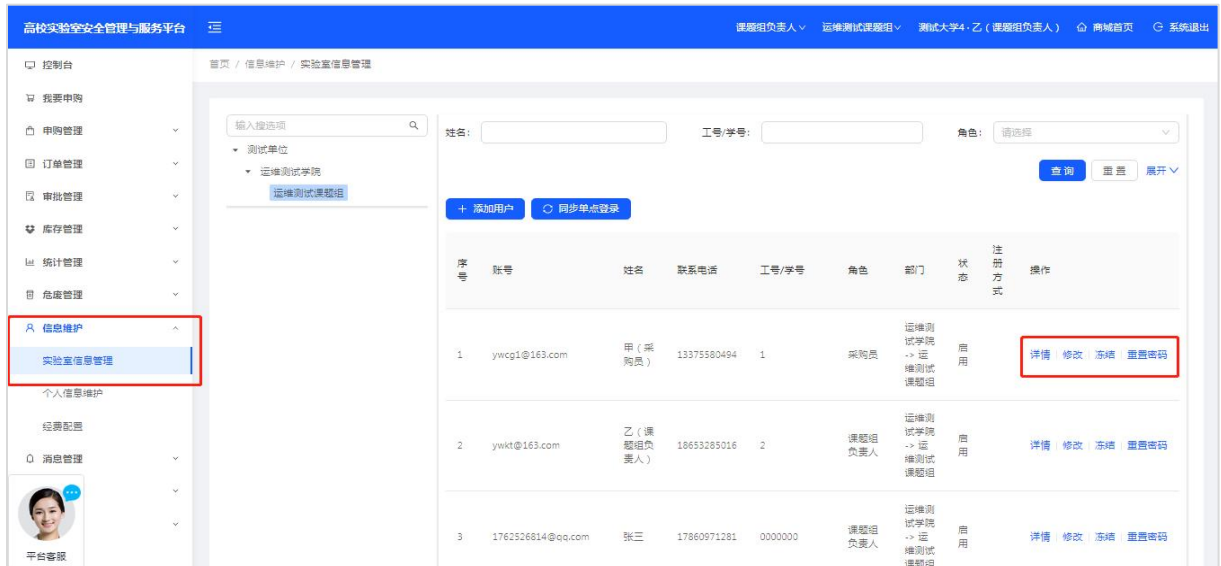 高校实验室安全管理与服务平台
课题组负责人 运维测试课题组 测试大学4·乙（课题组负责人） 商城首页 系统退出
控制台
首页 / 信息维护 / 实验室信息管理
我要申购
申购管理
订单管理
审批管理
库存管理
统计管理
危废管理
信息维护
实验室信息管理
个人信息维护
经费配置
消息管理
平台客服
输入搜选项
测试单位
运维测试学院
运维测试课题组
姓名： 工号/学号： 角色： 请选择
查询 重置 展开
+ 添加用户 同步单点登录
序号 账号 姓名 联系电话 工号/学号 角色 部门 状态 注册方式 操作
1 ywcg1@163.com 甲（采购员） 13375580494 1 采购员 运维测试学院-> 运维测试课题组 启用 详情 修改 冻结 重置密码
2 ywkt@163.com 乙（课题组负责人） 18653285016 2 课题组负责人 运维测试学院-> 运维测试课题组 启用 详情 修改 冻结 重置密码
3 1762526814@qq.com 张三 17860971281 0000000 课题组负责人 运维测试学院-> 运维测试课题组 启用 详情 修改 冻结 重置密码